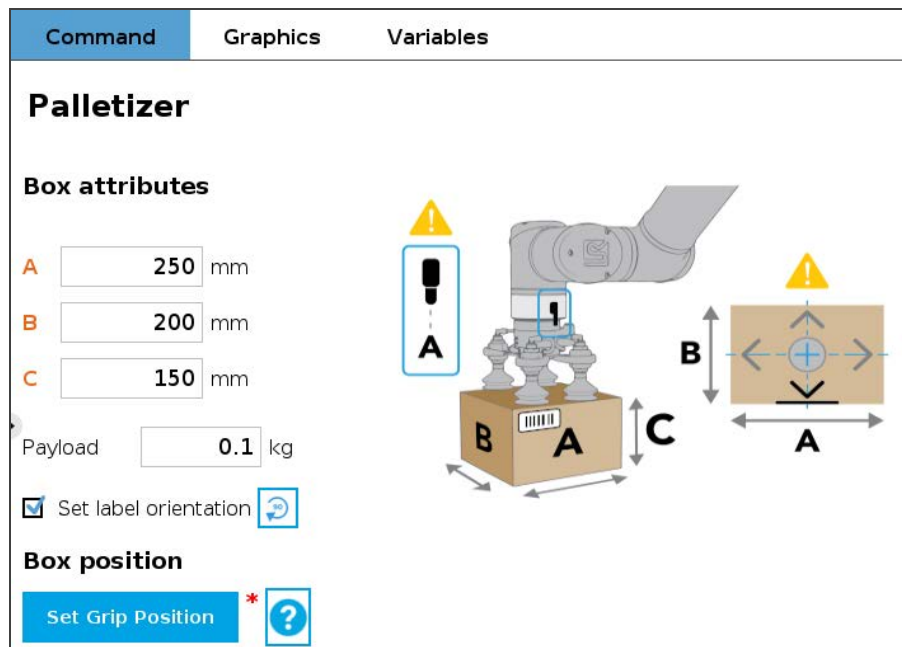 Command Graphics Variables
Palletizer
Box attributes
A 250 mm
B 200 mm
C 150 mm
Payload 0.1 kg
Set label orientation 90
Box position
Set Grip Position * ?
A
B A C
B
A